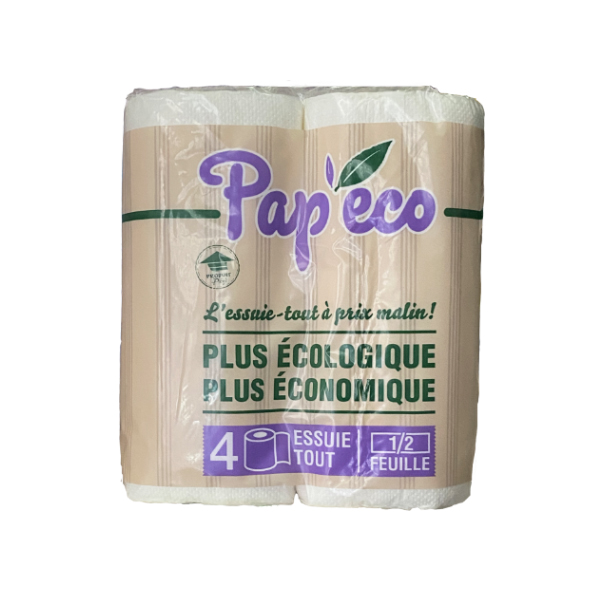 Pap'eco
L'essuie-tout à prix malin!
PLUS ÉCOLOGIQUE
PLUS ÉCONOMIQUE
4 ESSUIE TOUT
1/2 FEUILLE